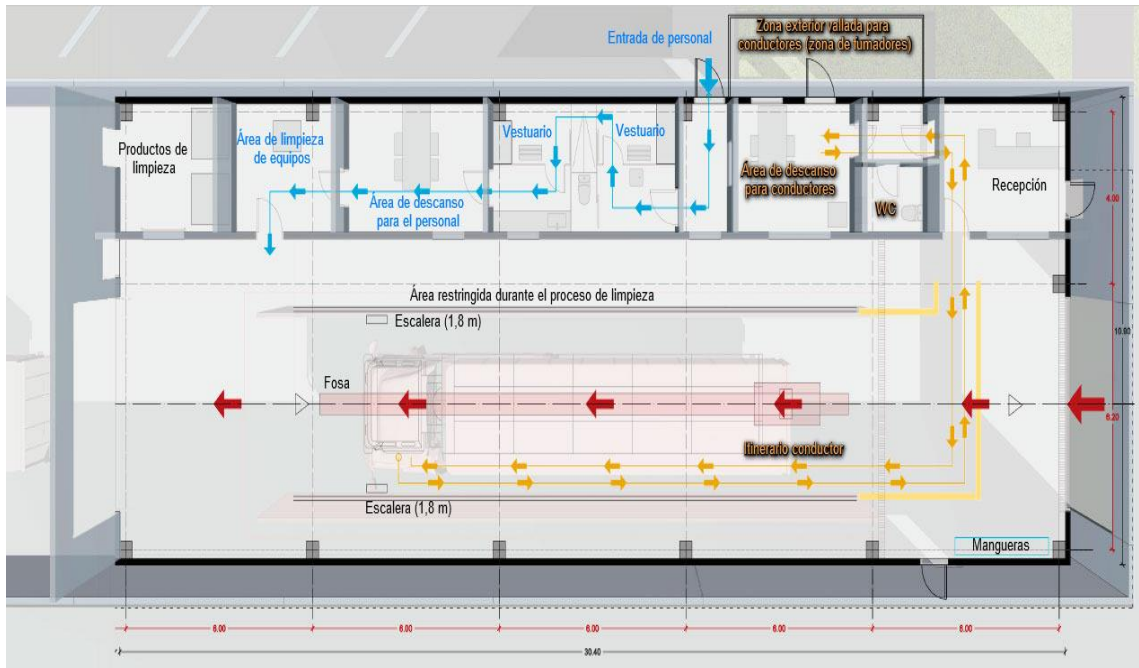 Zona exterior vallada para
conductores (zona de fumadores)
Entrada de personal
Productos de
limpieza
Área de limpieza
de equipos
Área de descanso
para el personal
Vestuario
Vestuario
Área de descanso
para conductores
WC
Recepción
4.00
Área restringida durante el proceso de limpieza
Escalera (1,8 m)
10.90
Fosa
6.20
Itinerario conductor
Escalera (1,8 m)
Mangueras
6.00
6.00
6.00
6.00
6.00
30.40